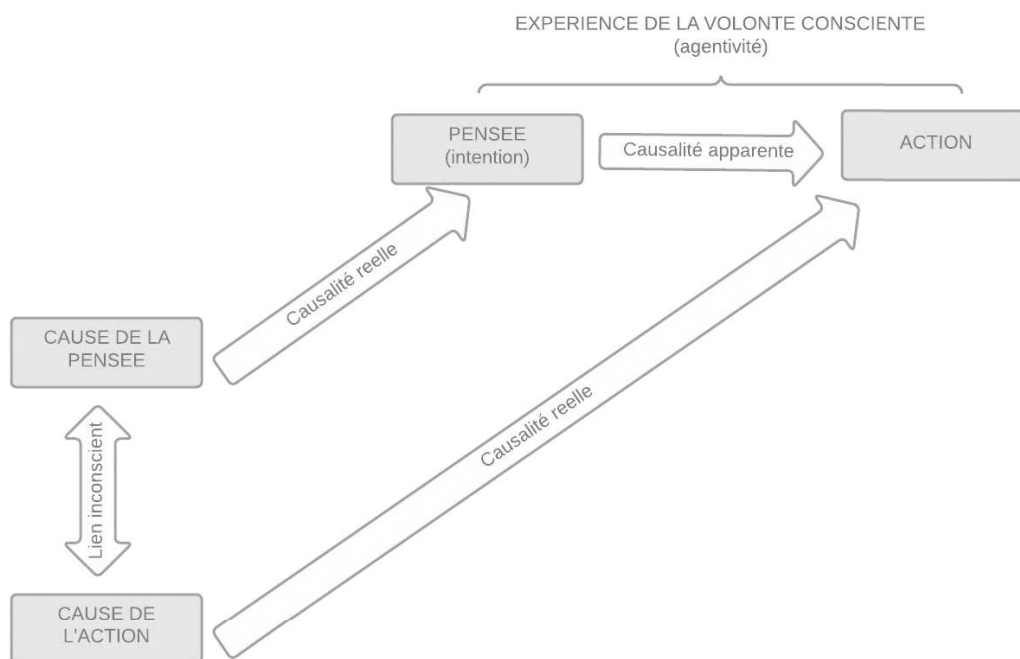 EXPERIENCE DE LA VOLONTE CONSCIENTE
(agentivité)
PENSEE
(intention)
Causalité apparente
ACTION
Causalité reelle
CAUSE DE LA
PENSEE
Causalité reelle
Lien inconscient
CAUSE DE
L'ACTION